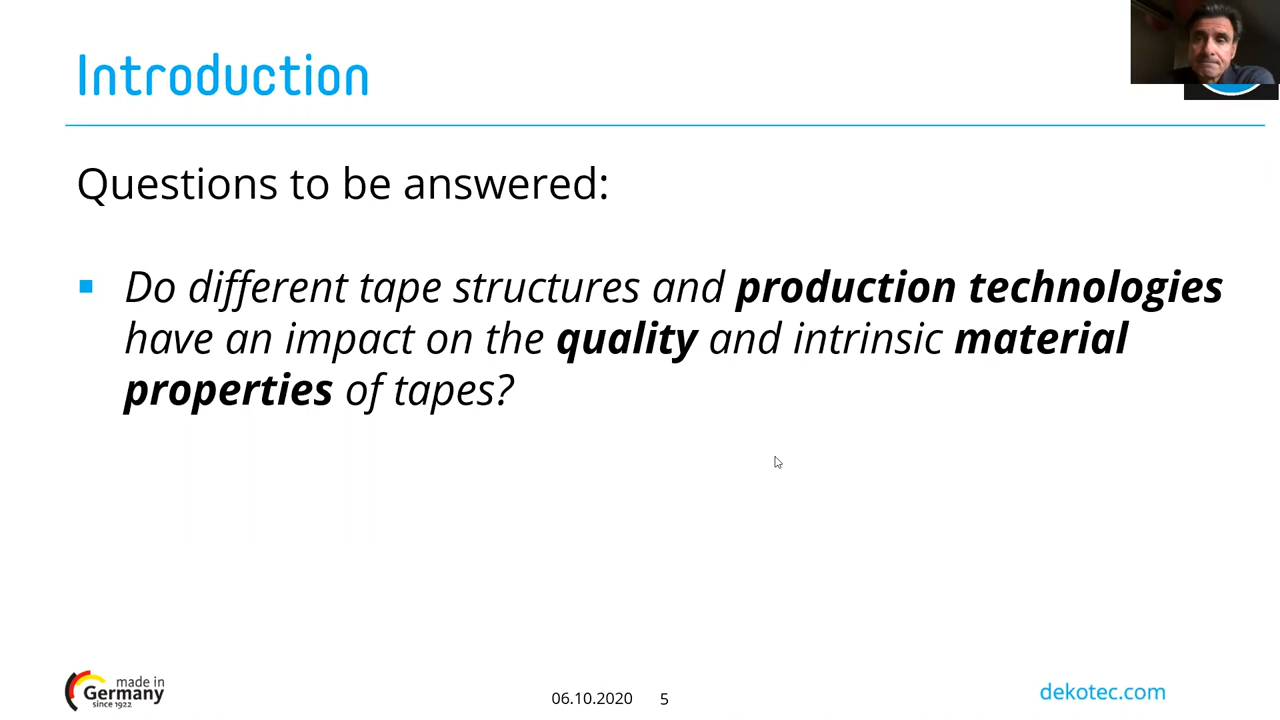 Introduction
Questions to be answered:
▪ Do different tape structures and production technologies
have an impact on the quality and intrinsic material
properties of tapes?
made in
Germany
since 1922
06.10.2020 5
dekotec.com